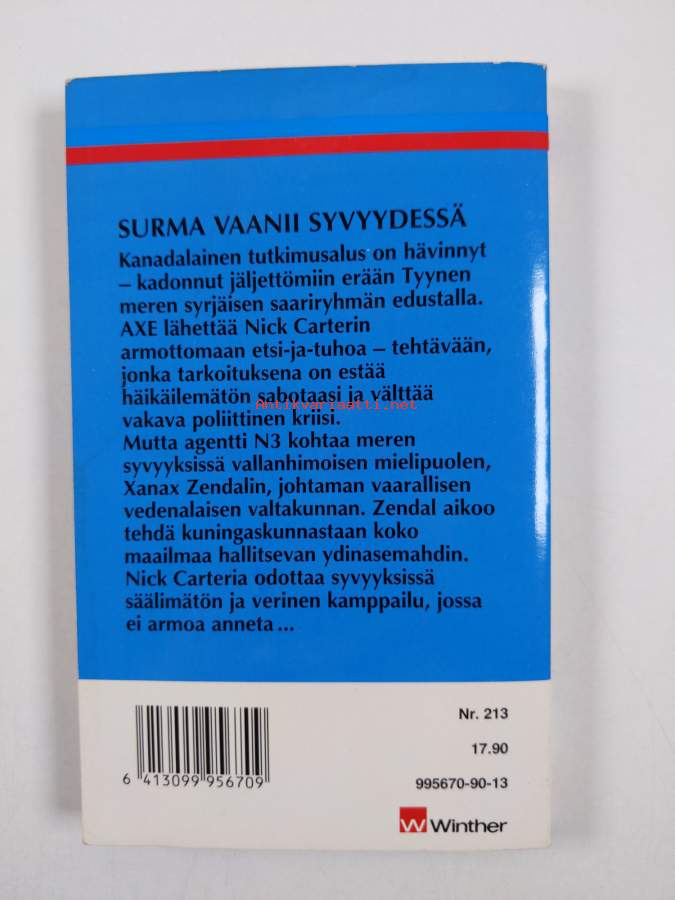 SURMA VAANII SYVYYDESSÄ
Kanadalainen tutkimusalus on hävinnyt
– kadonnut jäljettömiin erään Tyynen
meren syrjäisen saariryhmän edustalla.
AXE lähettää Nick Carterin
armottomaan etsi-ja-tuhoa – tehtävään,
jonka tarkoituksena on estää
häikäilemätön sabotaasi ja välttää
Antikvariaatti.net
vakava poliittinen kriisi.
Mutta agentti N3 kohtaa meren
syvyyksissä vallanhimoisen mielipuolen,
Xanax Zendalin, johtaman vaarallisen
vedenalaisen valtakunnan. Zendal aikoo
tehdä kuningaskunnastaan koko
maailmaa hallitsevan ydinasemahdin.
Nick Carteria odottaa syvyyksissä
säälimätön ja verinen kamppailu, jossa
ei armoa anneta ...
Nr. 213
17.90
6 413099 956709
995670-90-13
W Winther